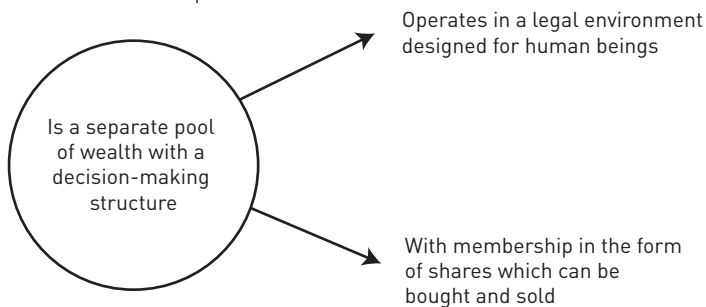 Is a separate pool
of wealth with a
decision-making
structure
Operates in a legal environment
designed for human beings
With membership in the form
of shares which can be
bought and sold